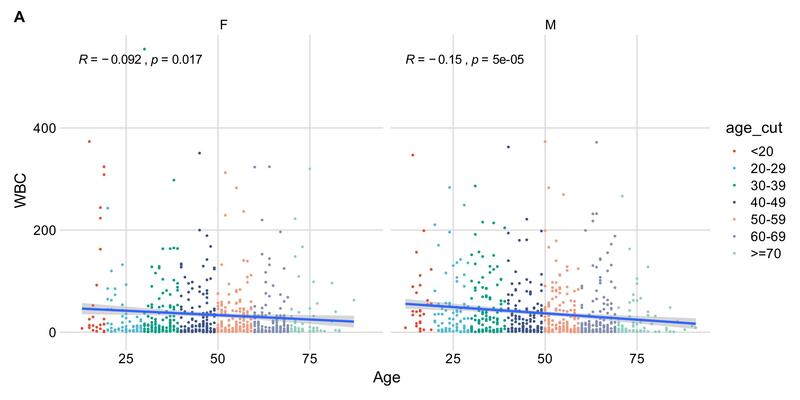 A
F
M
R = −0.092 , p = 0.017
R = −0.15 , p = 5e-05
WBC
400
200
0
25
50
75
25
50
75
Age
age_cut
<20
20-29
30-39
40-49
50-59
60-69
>=70